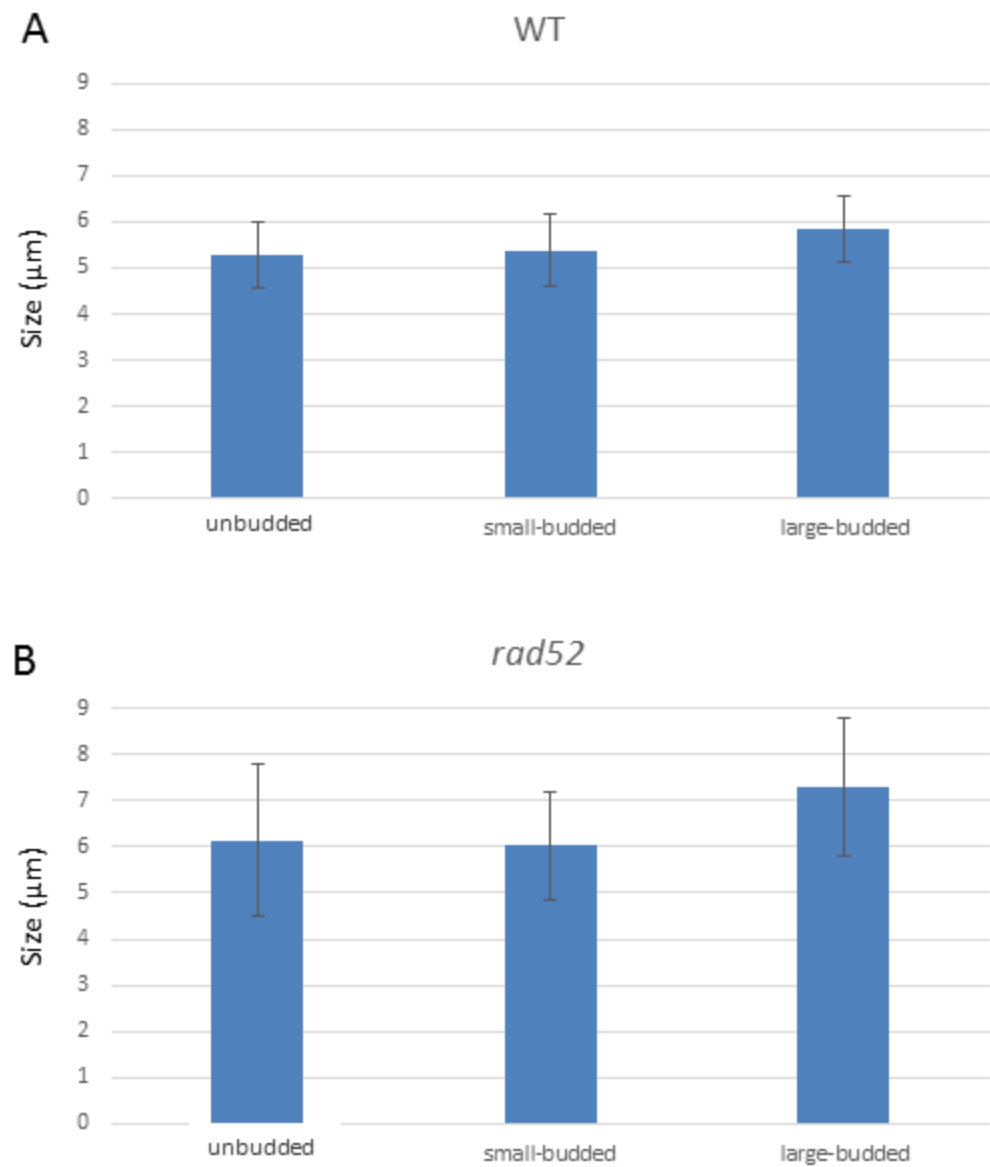 A
WT
9
8
7
6
5
4
3
2
1
0
Size (μm)
unbudded
small-budded
large-budded
B
rad52
9
8
7
6
5
4
3
2
1
0
Size (μm)
unbudded
small-budded
large-budded